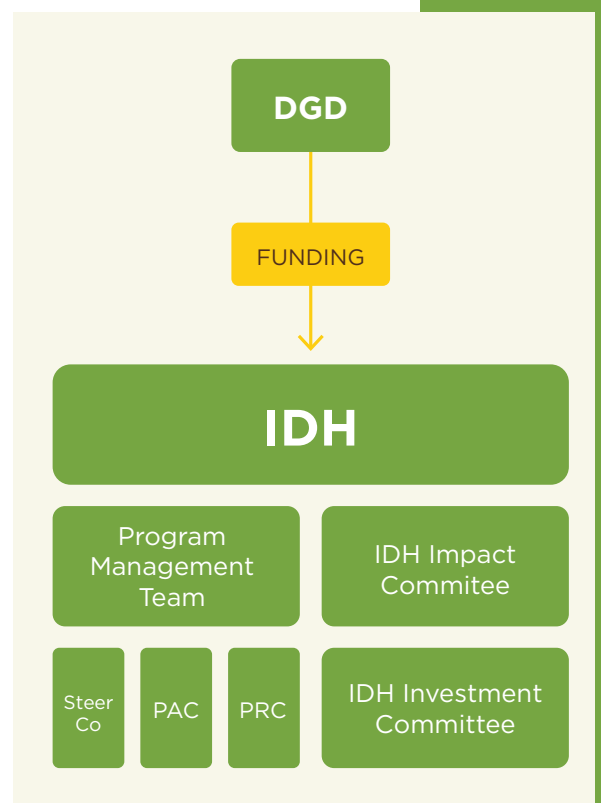 DGD
FUNDING
IDH
Program
Management
Team
IDH Impact
Commitee
Steer
Co
PAC
PRC
IDH Investment
Committee